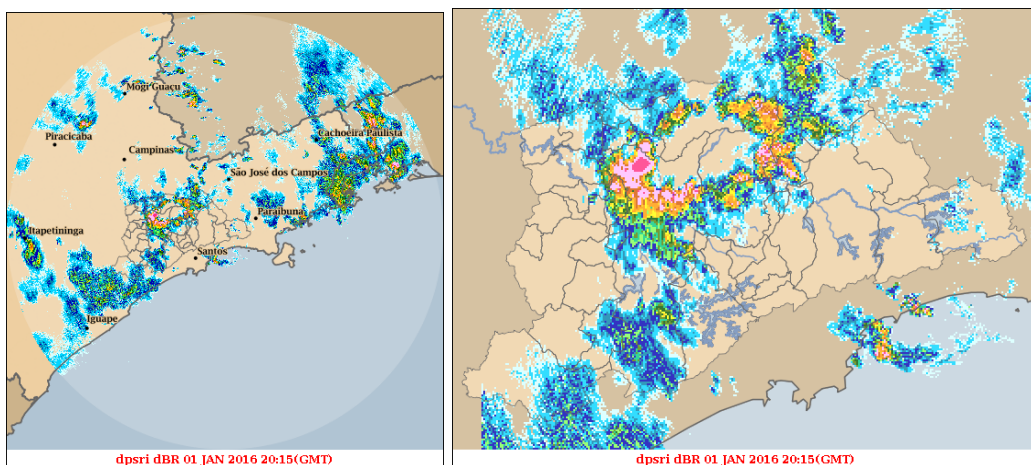 Mogi Guaçu
Piracicaba
Cachoeira Paulista
Campinas
São José dos Campos
Paraibuna
Itapetininga
Santos
Iguape
dpsri dBR 01 JAN 2016 20:15(GMT)
dpsri dBR 01 JAN 2016 20:15(GMT)